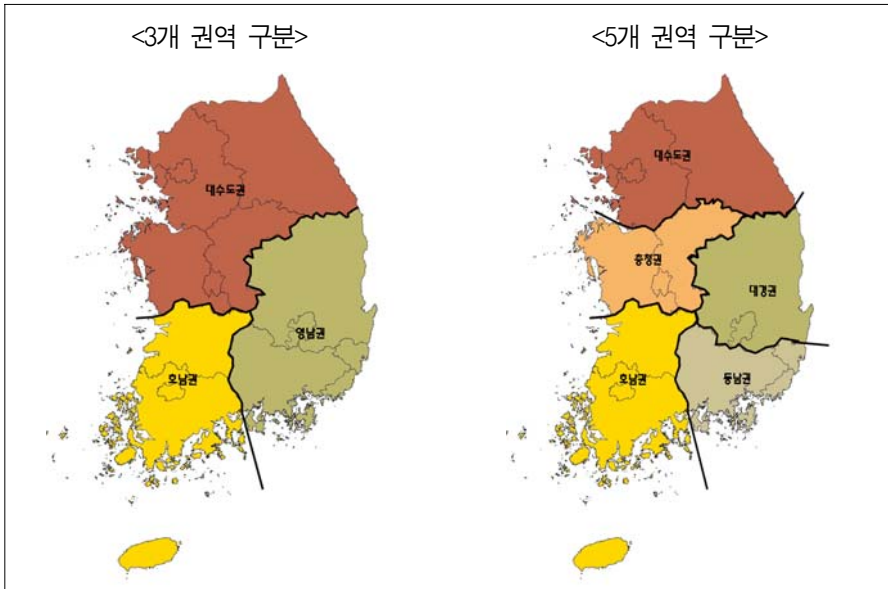 <3개 권역 구분>
대수도권
영남권
호남권
<5개 권역 구분>
대수도권
충청권
대경권
호남권
동남권